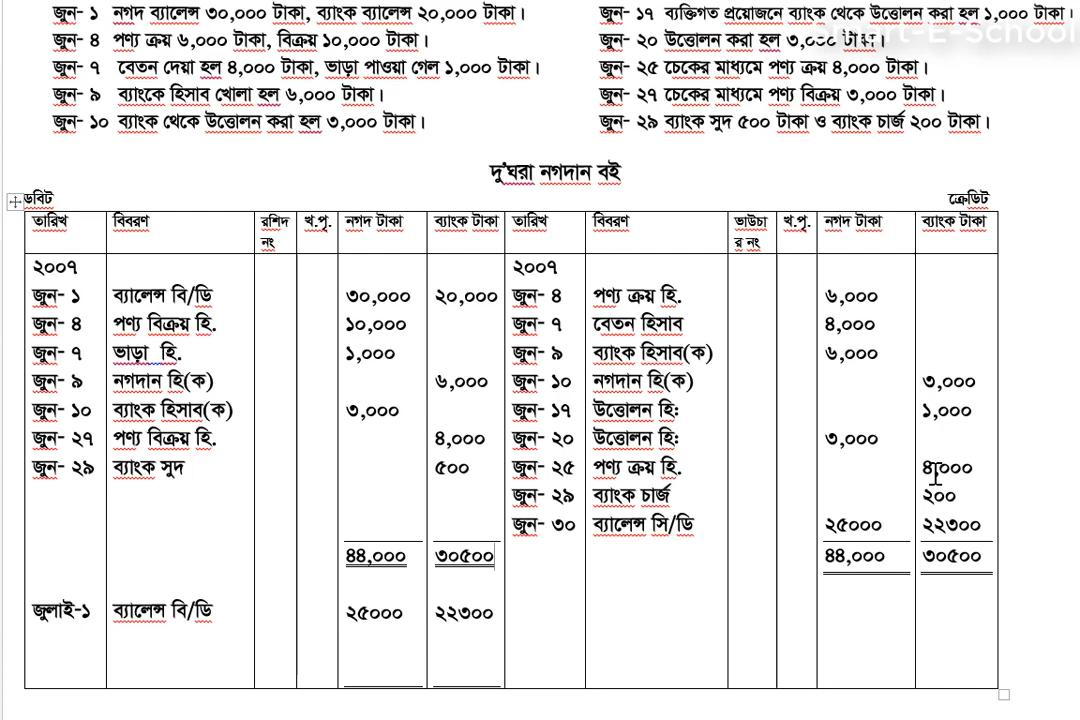 জুন- ১ নগদ ব্যালেন্স ৩০,০০০ টাকা, ব্যাংক ব্যালেন্স ২০,০০০ টাকা।
জুন- ৪ পণ্য ক্রয় ৬,০০০ টাকা, বিক্রয় ১০,০০০ টাকা।
জুন- ৭ বেতন দেয়া হল ৪,০০০ টাকা, ভাড়া পাওয়া গেল ১,০০০ টাকা।
জুন- ৯ ব্যাংকে হিসাব খোলা হল ৬,০০০ টাকা।
জুন- ১০ ব্যাংক থেকে উত্তোলন করা হল ৩,০০০ টাকা।
জুন- ১৭ ব্যক্তিগত প্রয়োজনে ব্যাংক থেকে উত্তোলন করা হল ১,০০০ টাকা।
Smart-E-School
জুন- ২০ উত্তোলন করা হল ৩,০০০ টাকা।
জুন- ২৫ চেকের মাধ্যমে পণ্য ক্রয় ৪,০০০ টাকা।
জুন- ২৭ চেকের মাধ্যমে পণ্য বিক্রয় ৩,০০০ টাকা।
জুন- ২৯ ব্যাংক সুদ ৫০০ টাকা ও ব্যাংক চার্জ ২০০ টাকা।
দু'ঘরা নগদান বই
ডবিট ক্রেডিট
তারিখ বিবরণ রশিদ নং খ.পৃ. নগদ টাকা ব্যাংক টাকা তারিখ বিবরণ ভাউচার নং খ.পৃ. নগদ টাকা ব্যাংক টাকা
২০০৭ ২০০৭
জুন- ১ ব্যালেন্স বি/ডি ৩০,০০০ ২০,০০০ জুন- ৪ পণ্য ক্রয় হি. ৬,০০০
জুন- ৪ পণ্য বিক্রয় হি. ১০,০০০ জুন- ৭ বেতন হিসাব ৪,০০০
জুন- ৭ ভাড়া হি. ১,০০০ জুন- ৯ ব্যাংক হিসাব(ক) ৬,০০০
জুন- ৯ নগদান হি(ক) ৬,০০০ জুন- ১০ নগদান হি(ক) ৩,০০০
জুন- ১০ ব্যাংক হিসাব(ক) ৩,০০০ জুন- ১৭ উত্তোলন হিঃ ১,০০০
জুন- ২৭ পণ্য বিক্রয় হি. ৪,০০০ জুন- ২০ উত্তোলন হিঃ ৩,০০০
জুন- ২৯ ব্যাংক সুদ ৫০০ জুন- ২৫ পণ্য ক্রয় হি. ৪,০০০
জুন- ২৯ ব্যাংক চার্জ ২০০
জুন- ৩০ ব্যালেন্স সি/ডি ২৫০০০ ২২৩০০
৪৪,০০০ ৩০৫০০ ৪৪,০০০ ৩০৫০০
জুলাই-১ ব্যালেন্স বি/ডি ২৫০০০ ২২৩০০